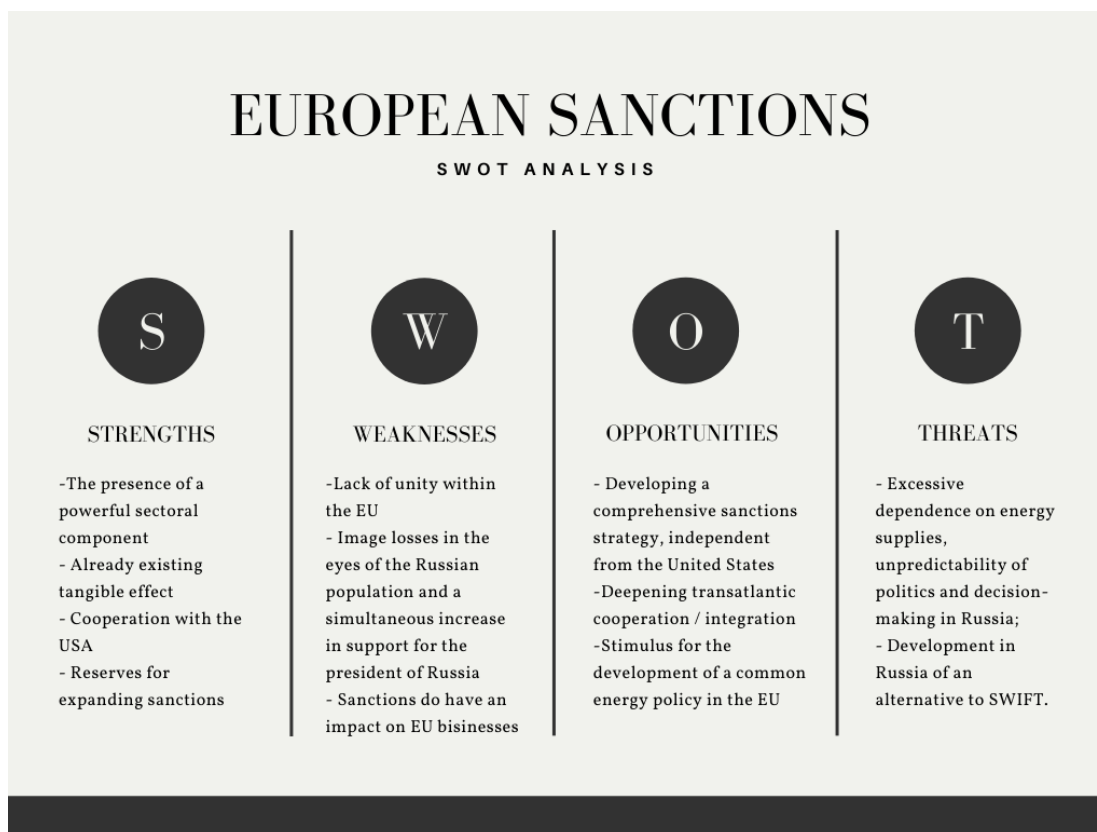 EUROPEAN SANCTIONS
SWOT ANALYSIS
S
STRENGTHS
-The presence of a
powerful sectoral
component
- Already existing
tangible effect
- Cooperation with the
USA
- Reserves for
expanding sanctions
W
WEAKNESSES
-Lack of unity within
the EU
- Image losses in the
eyes of the Russian
population and a
simultaneous increase
in support for the
president of Russia
- Sanctions do have an
impact on EU bisinesses
O
OPPORTUNITIES
- Developing a
comprehensive sanctions
strategy, independent
from the United States
-Deepening transatlantic
cooperation / integration
-Stimulus for the
development of a common
energy policy in the EU
T
THREATS
- Excessive
dependence on energy
supplies,
unpredictability of
politics and decision-
making in Russia;
- Development in
Russia of an
alternative to SWIFT.